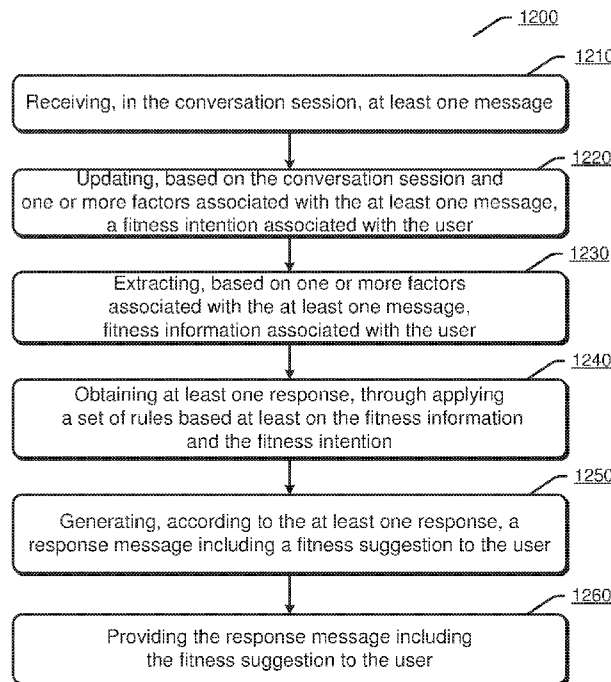 1200
1210
Receiving, in the conversation session, at least one message
1220
Updating, based on the conversation session and
one or more factors associated with the at least one message,
a fitness intention associated with the user
1230
Extracting, based on one or more factors
associated with the at least one message,
fitness information associated with the user
1240
Obtaining at least one response, through applying
a set of rules based at least on the fitness information
and the fitness intention
1250
Generating, according to the at least one response, a
response message including a fitness suggestion to the user
1260
Providing the response message including
the fitness suggestion to the user